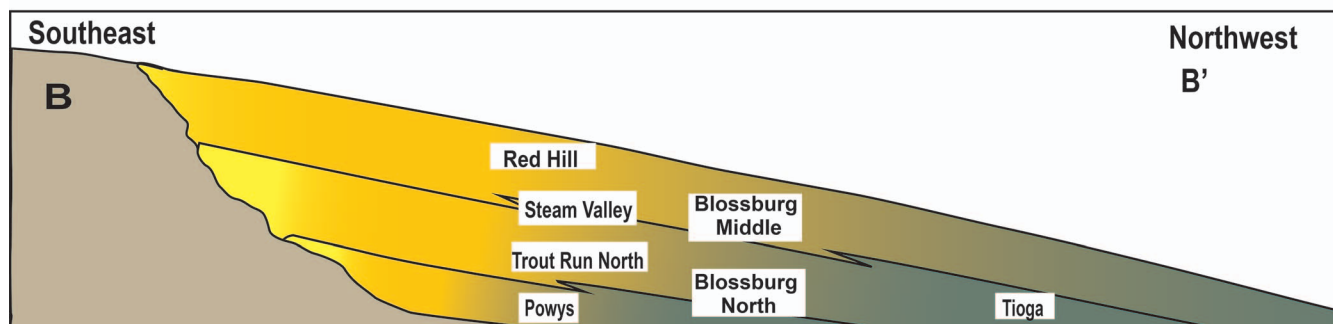 Southeast
Northwest
B
B’
Red Hill
Steam Valley
Blossburg
Middle
Trout Run North
Blossburg
North
Powys
Tioga